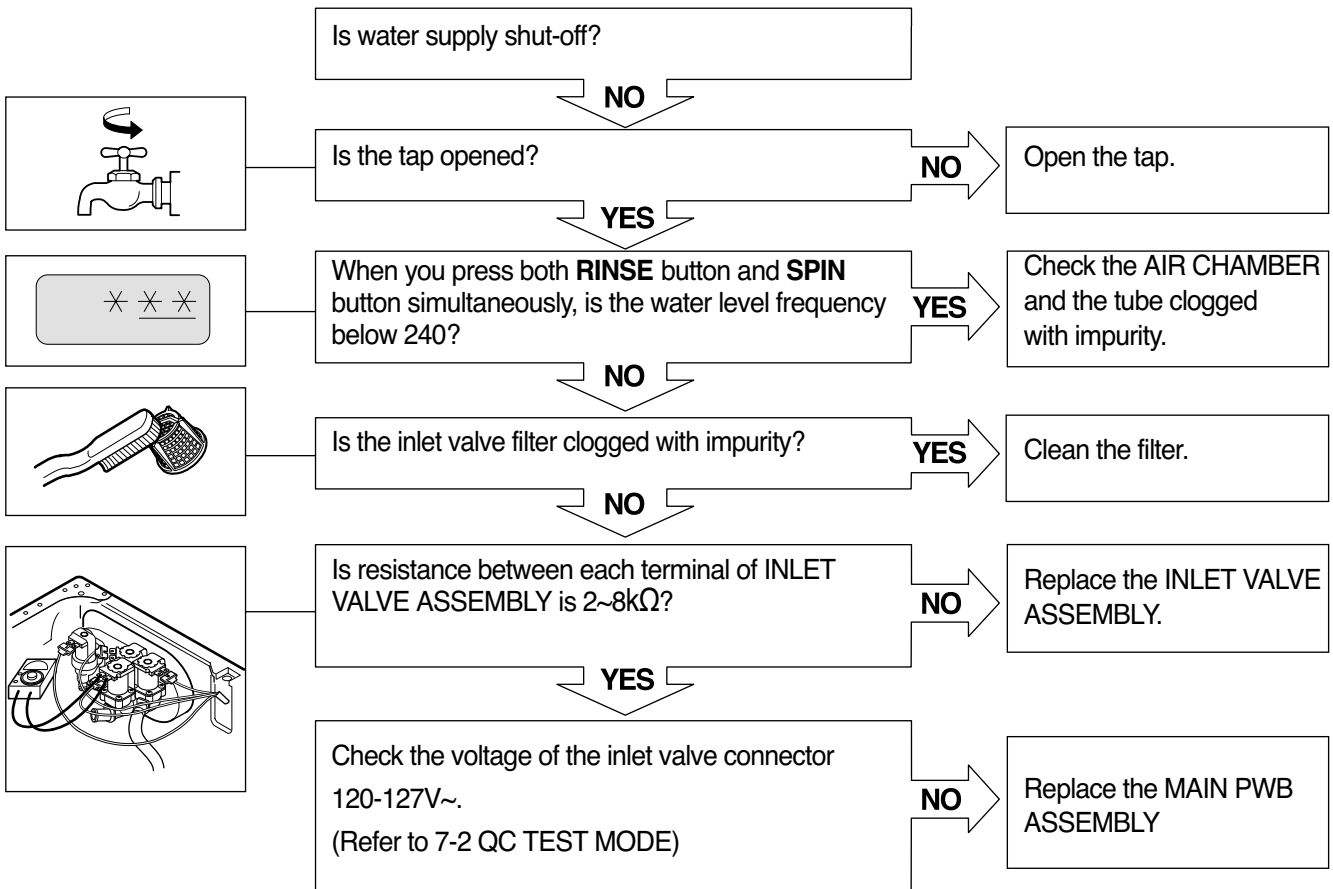 Is water supply shut-off?
NO
Is the tap opened?
NO
Open the tap.
YES
When you press both RINSE button and SPIN
button simultaneously, is the water level frequency
below 240?
YES
Check the AIR CHAMBER
and the tube clogged
with impurity.
NO
Is the inlet valve filter clogged with impurity?
YES
Clean the filter.
NO
Is resistance between each terminal of INLET
VALVE ASSEMBLY is 2~8kΩ?
NO
Replace the INLET VALVE
ASSEMBLY.
YES
Check the voltage of the inlet valve connector
120-127V~.
(Refer to 7-2 QC TEST MODE)
NO
Replace the MAIN PWB
ASSEMBLY